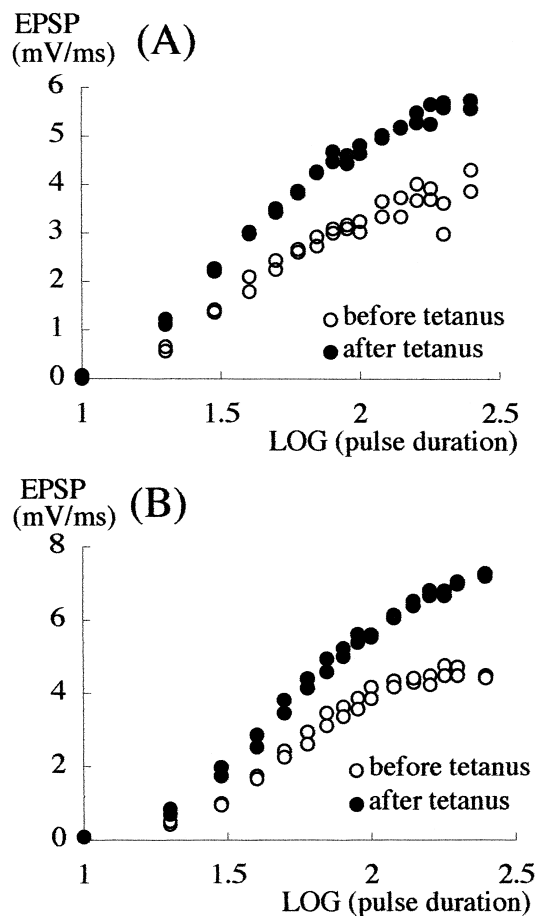 EPSP (A)
(mV/ms)
6
5
4
3
2
1
0
before tetanus
after tetanus
1 1.5 2 2.5
LOG (pulse duration)
EPSP (B)
(mV/ms)
8
6
4
2
0
before tetanus
after tetanus
1 1.5 2 2.5
LOG (pulse duration)